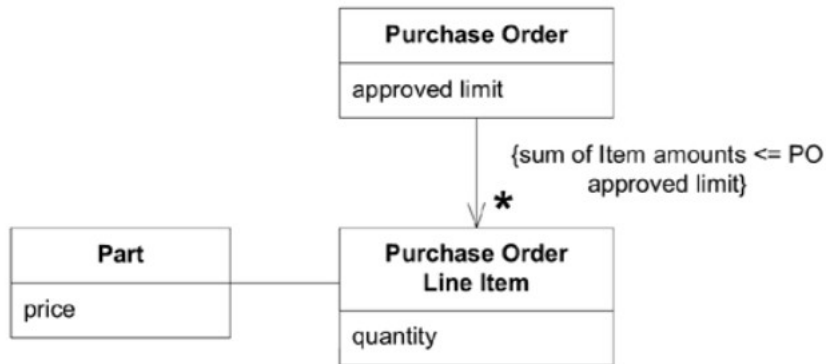 Purchase Order
approved limit
{sum of Item amounts <= PO
approved limit}
*
Part
price
Purchase Order
Line Item
quantity